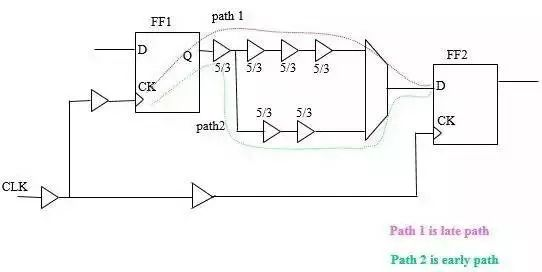 path 1
FF1
D
Q
CK
5/3
5/3
5/3
5/3
FF2
D
CK
5/3
5/3
path2
CLK
Path 1 is late path
Path 2 is early path